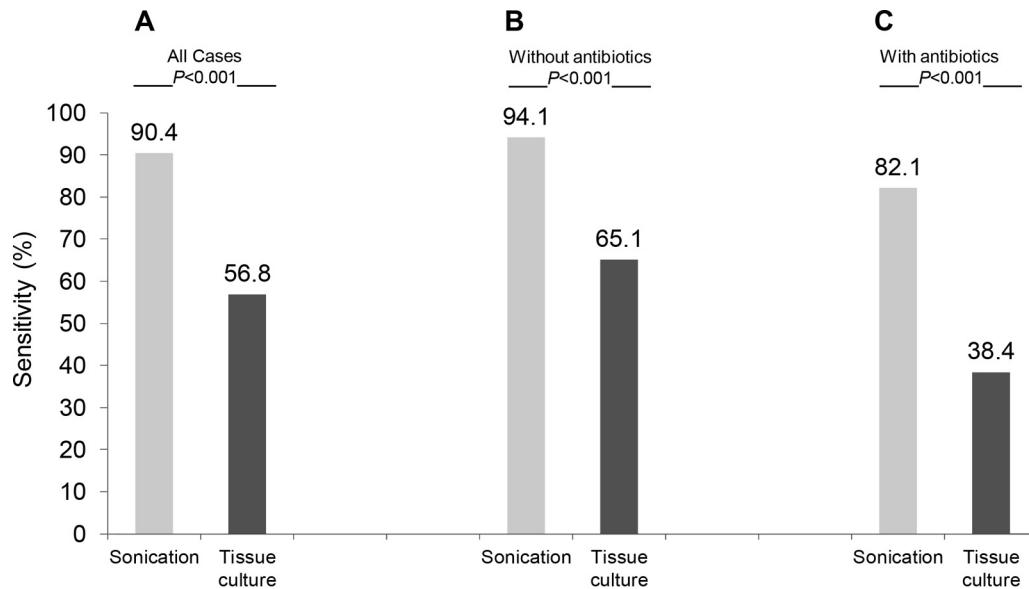 A
B
C
All Cases
P<0.001
Without antibiotics
P<0.001
With antibiotics
P<0.001
Sensitivity (%)
100
90
80
70
60
50
40
30
20
10
0
90.4
56.8
94.1
65.1
82.1
38.4
Sonication
Tissue
culture
Sonication
Tissue
culture
Sonication
Tissue
culture